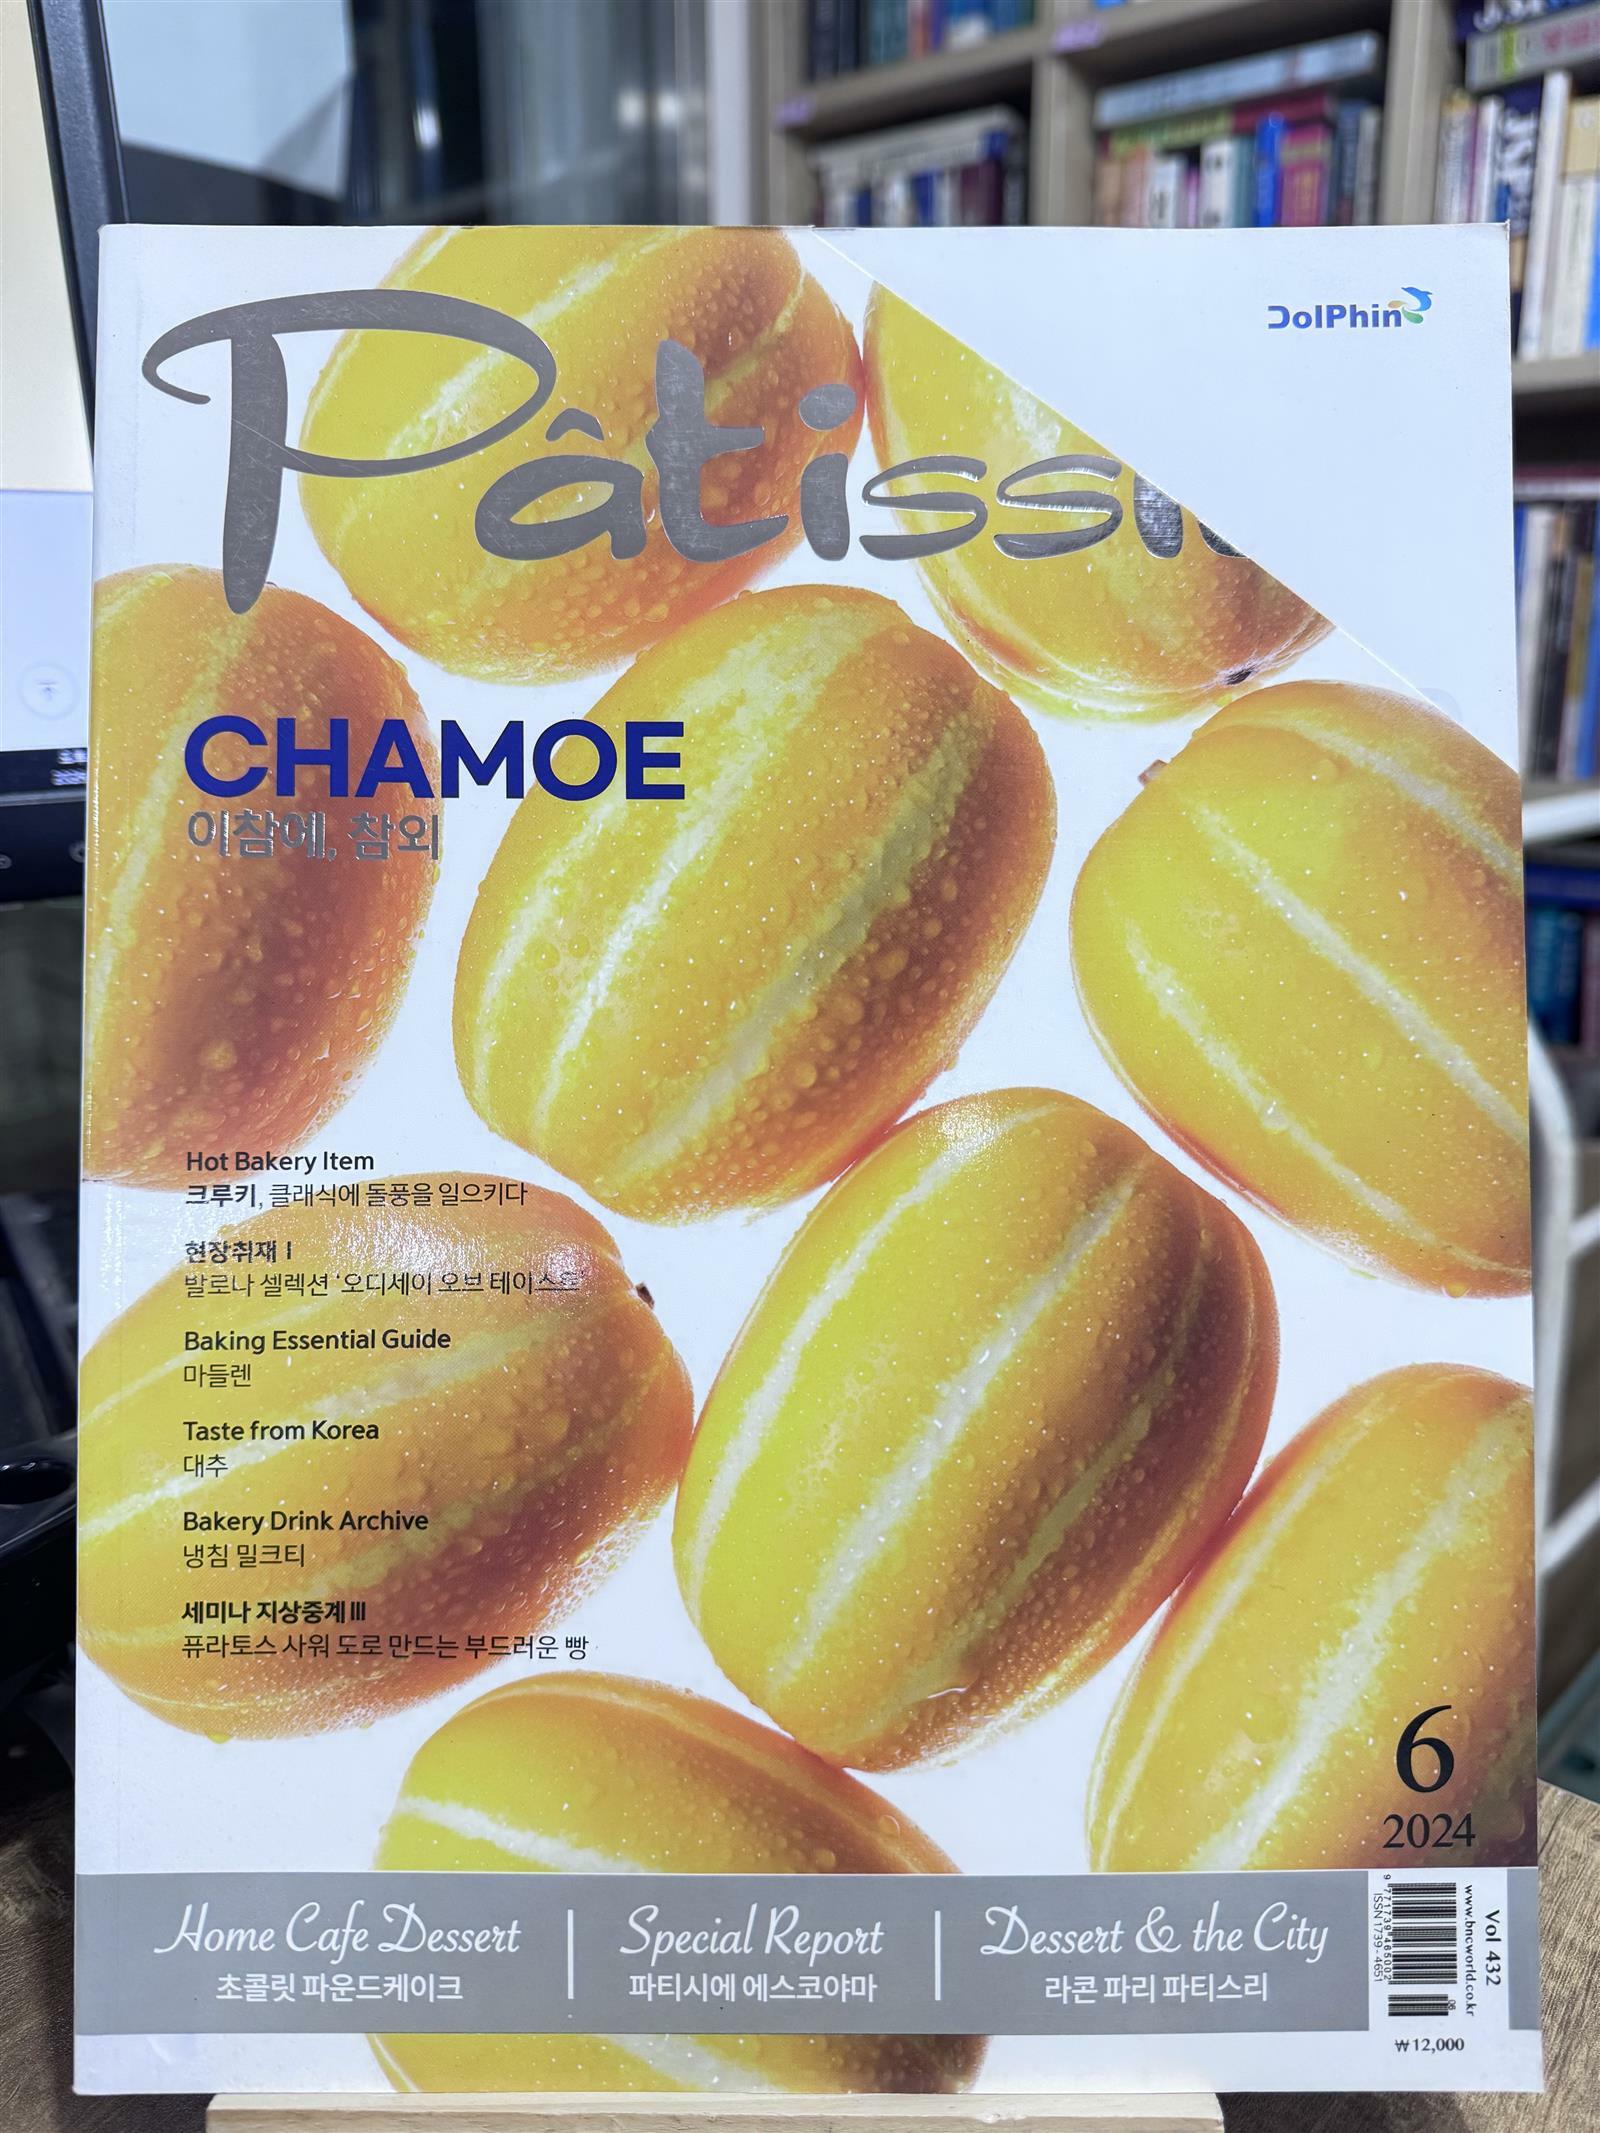 DolPhin
Pâtissi
CHAMOE
이참에, 참외
Hot Bakery Item
크루키, 클래식에 돌풍을 일으키다
현장취재 I
발로나 셀렉션 ‘오디세이 오브 테이스트’
Baking Essential Guide
마들렌
Taste from Korea
대추
Bakery Drink Archive
냉침 밀크티
세미나 지상중계 III
퓨라토스 사워 도로 만드는 부드러운 빵
6
2024
Home Cafe Dessert
초콜릿 파운드케이크
Special Report
파티시에 에스코야마
Dessert & the City
라콘 파리 파티스리
Vol 432
www.bncworld.co.kr
06
9 771739 465002
ISSN 1739-4651
₩12,000